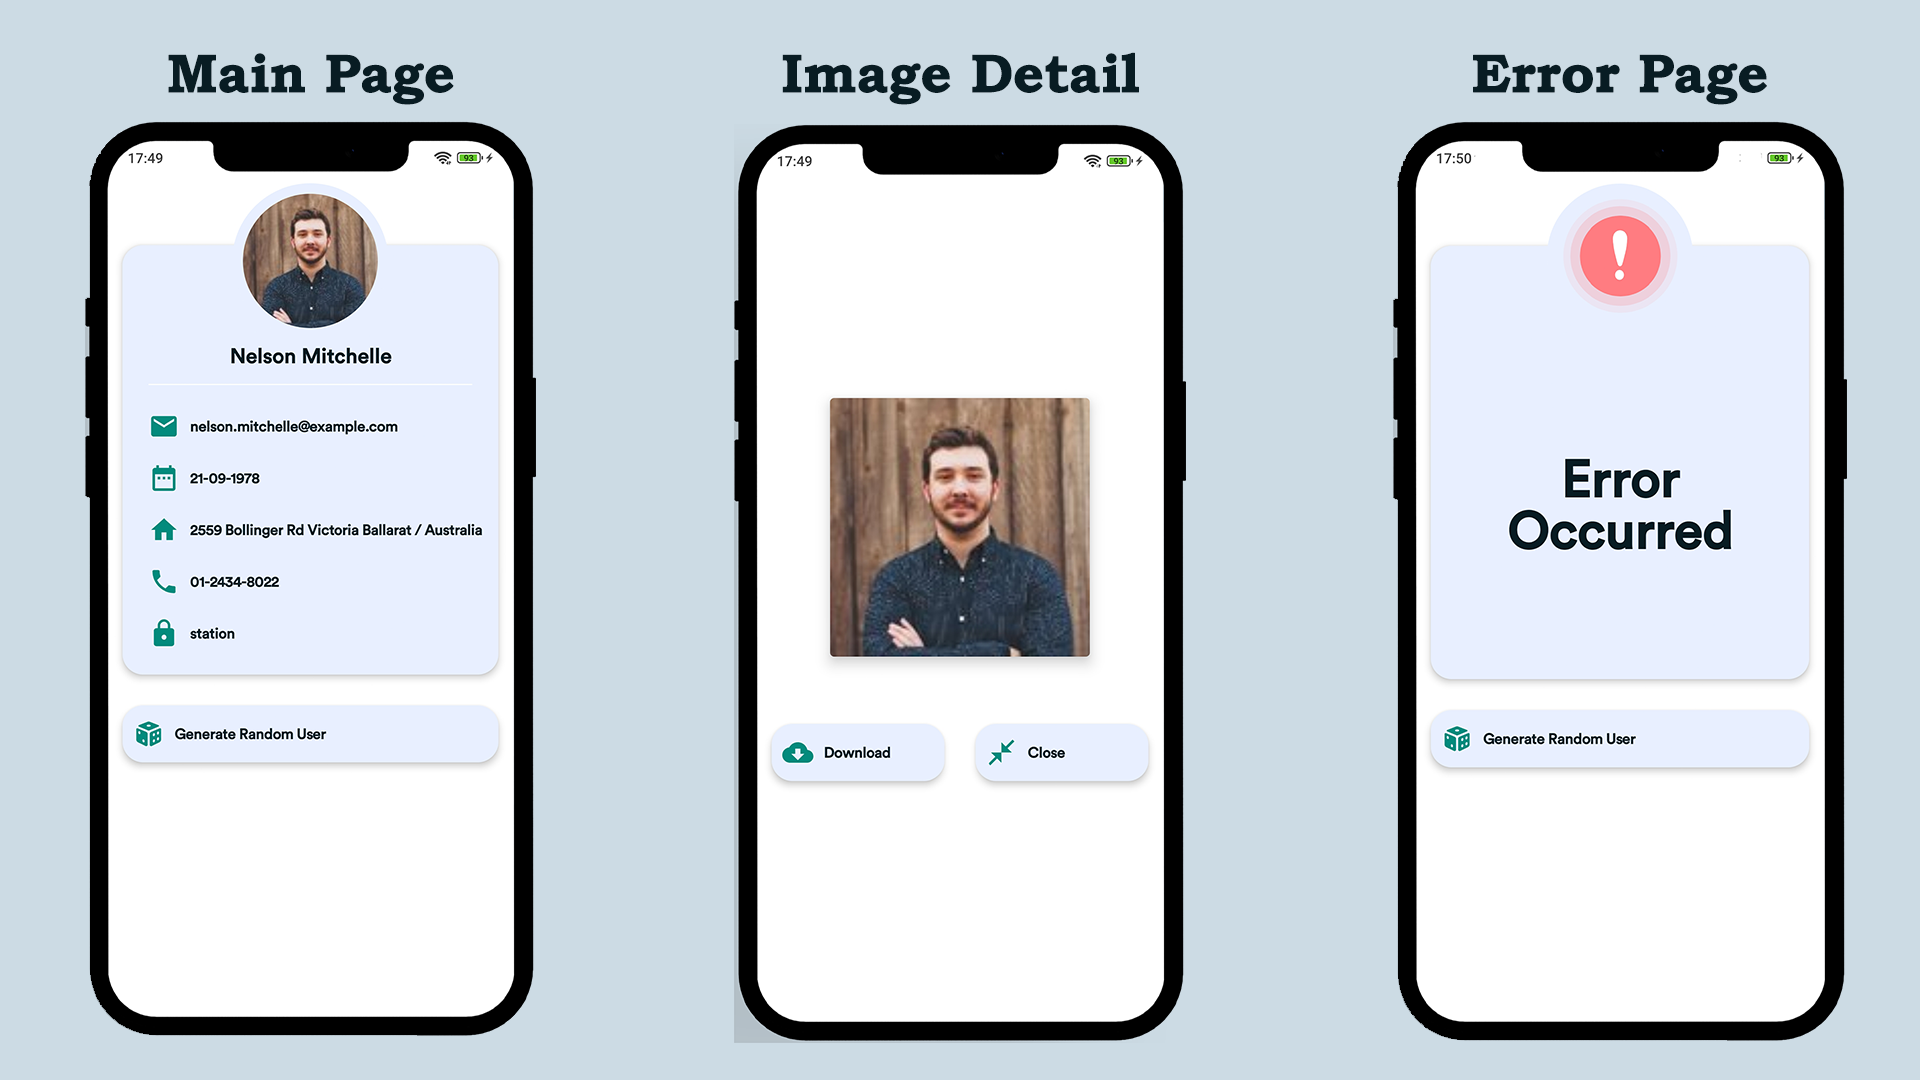 Main Page
17:49
93
Nelson Mitchelle
nelson.mitchelle@example.com
21-09-1978
2559 Bollinger Rd Victoria Ballarat / Australia
01-2434-8022
station
Generate Random User
Image Detail
17:49
93
Download
Close
Error Page
17:50
93
Error
Occurred
Generate Random User